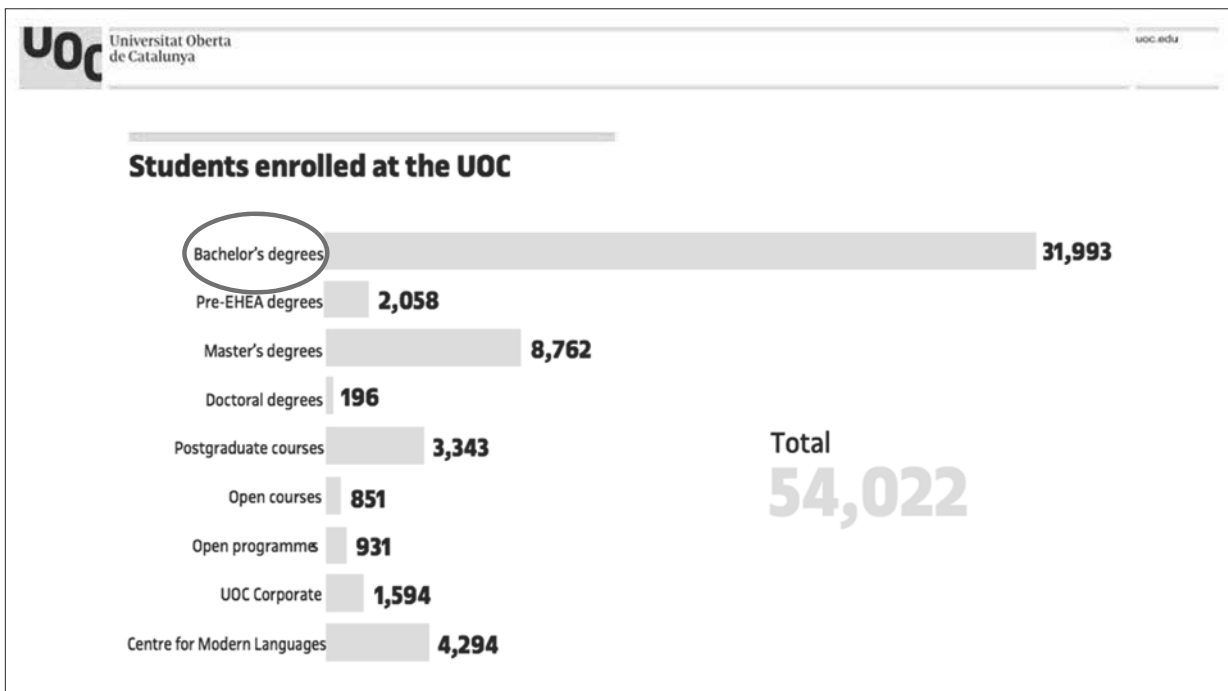 UOC
Universitat Oberta
de Catalunya
uoc.edu
Students enrolled at the UOC
Bachelor's degrees 31,993
Pre-EHEA degrees 2,058
Master's degrees 8,762
Doctoral degrees 196
Postgraduate courses 3,343
Open courses 851
Open programmes 931
UOC Corporate 1,594
Centre for Modern Languages 4,294
Total
54,022